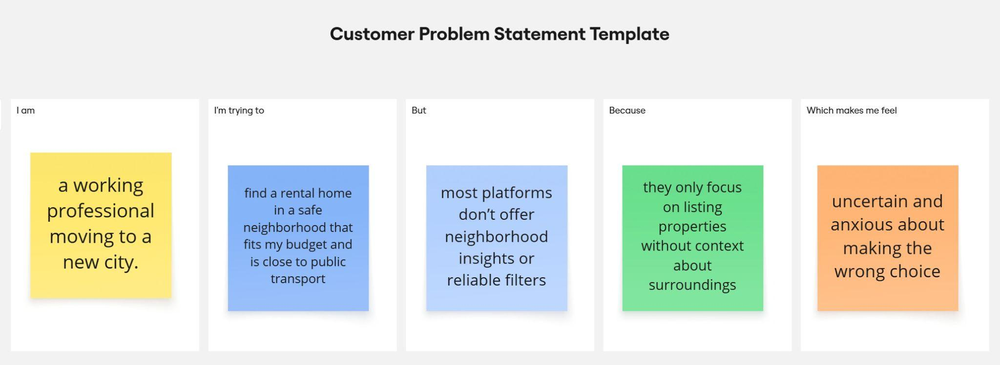 Customer Problem Statement Template
I am
a working
professional
moving to a
new city.
I'm trying to
find a rental home
in a safe
neighborhood that
fits my budget and
is close to public
transport
But
most platforms
don’t offer
neighborhood
insights or
reliable filters
Because
they only focus
on listing
properties
without context
about
surroundings
Which makes me feel
uncertain and
anxious about
making the
wrong choice